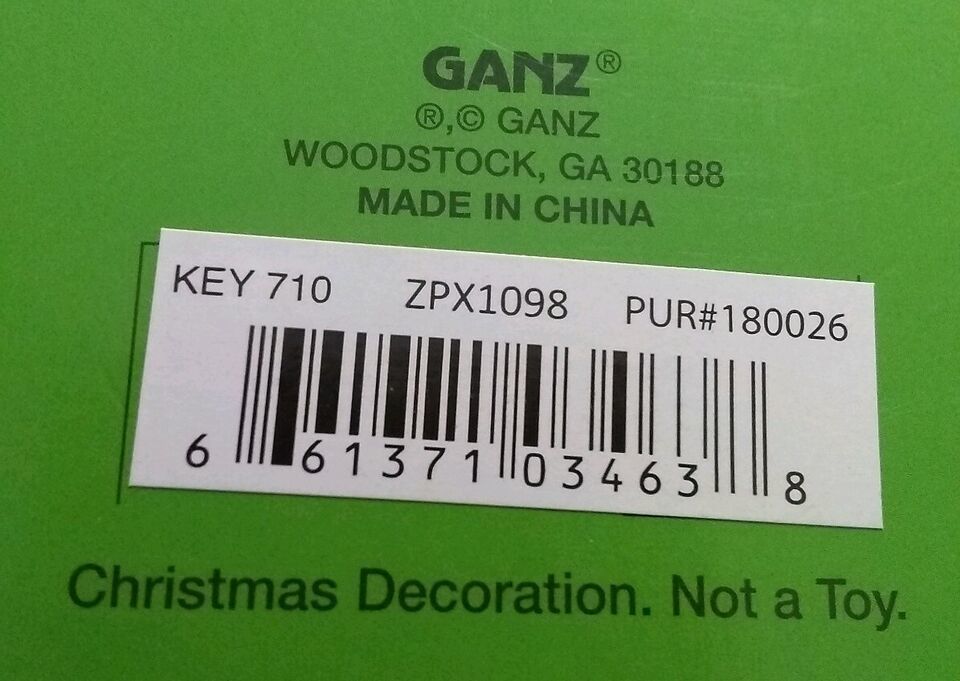 GANZ®
®,© GANZ
WOODSTOCK, GA 30188
MADE IN CHINA
KEY 710 ZPX1098 PUR#180026
6 61371 03463 8
Christmas Decoration. Not a Toy.